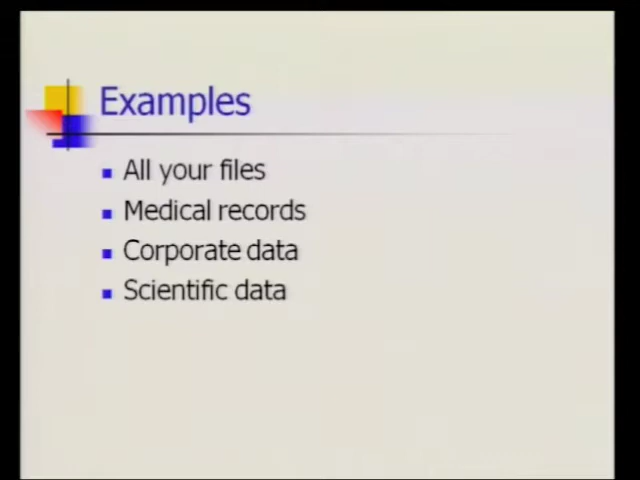 Examples
All your files
Medical records
Corporate data
Scientific data